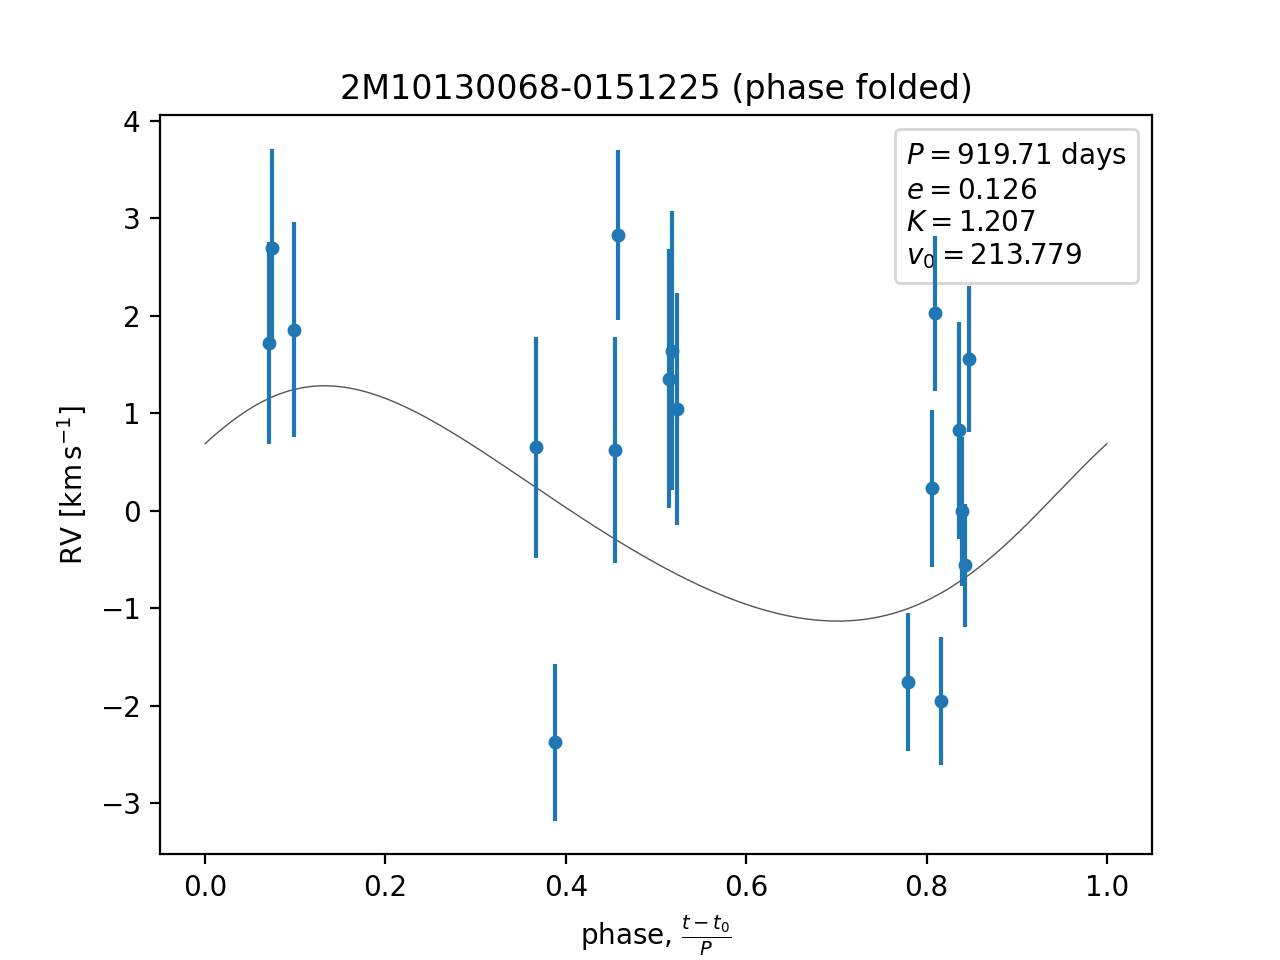 2M10130068-0151225 (phase folded)
P = 919.71 days
e = 0.126
K = 1.207
v₀ = 213.779
4
3
2
1
0
−1
−2
−3
RV [km s⁻¹]
0.0 0.2 0.4 0.6 0.8 1.0
phase, (t − t₀)/P